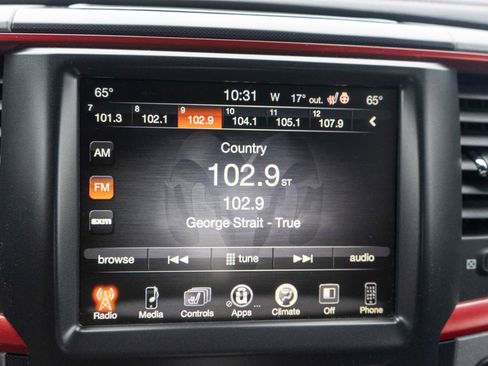 65° 10:31 W 17° out. 65°
7 8 9 10 11 12
101.3 102.1 102.9 104.1 105.1 107.9
AM
Country
102.9 ST
FM
102.9
sxm
George Strait - True
browse tune audio
Radio Media Controls Apps ... Climate Off Phone